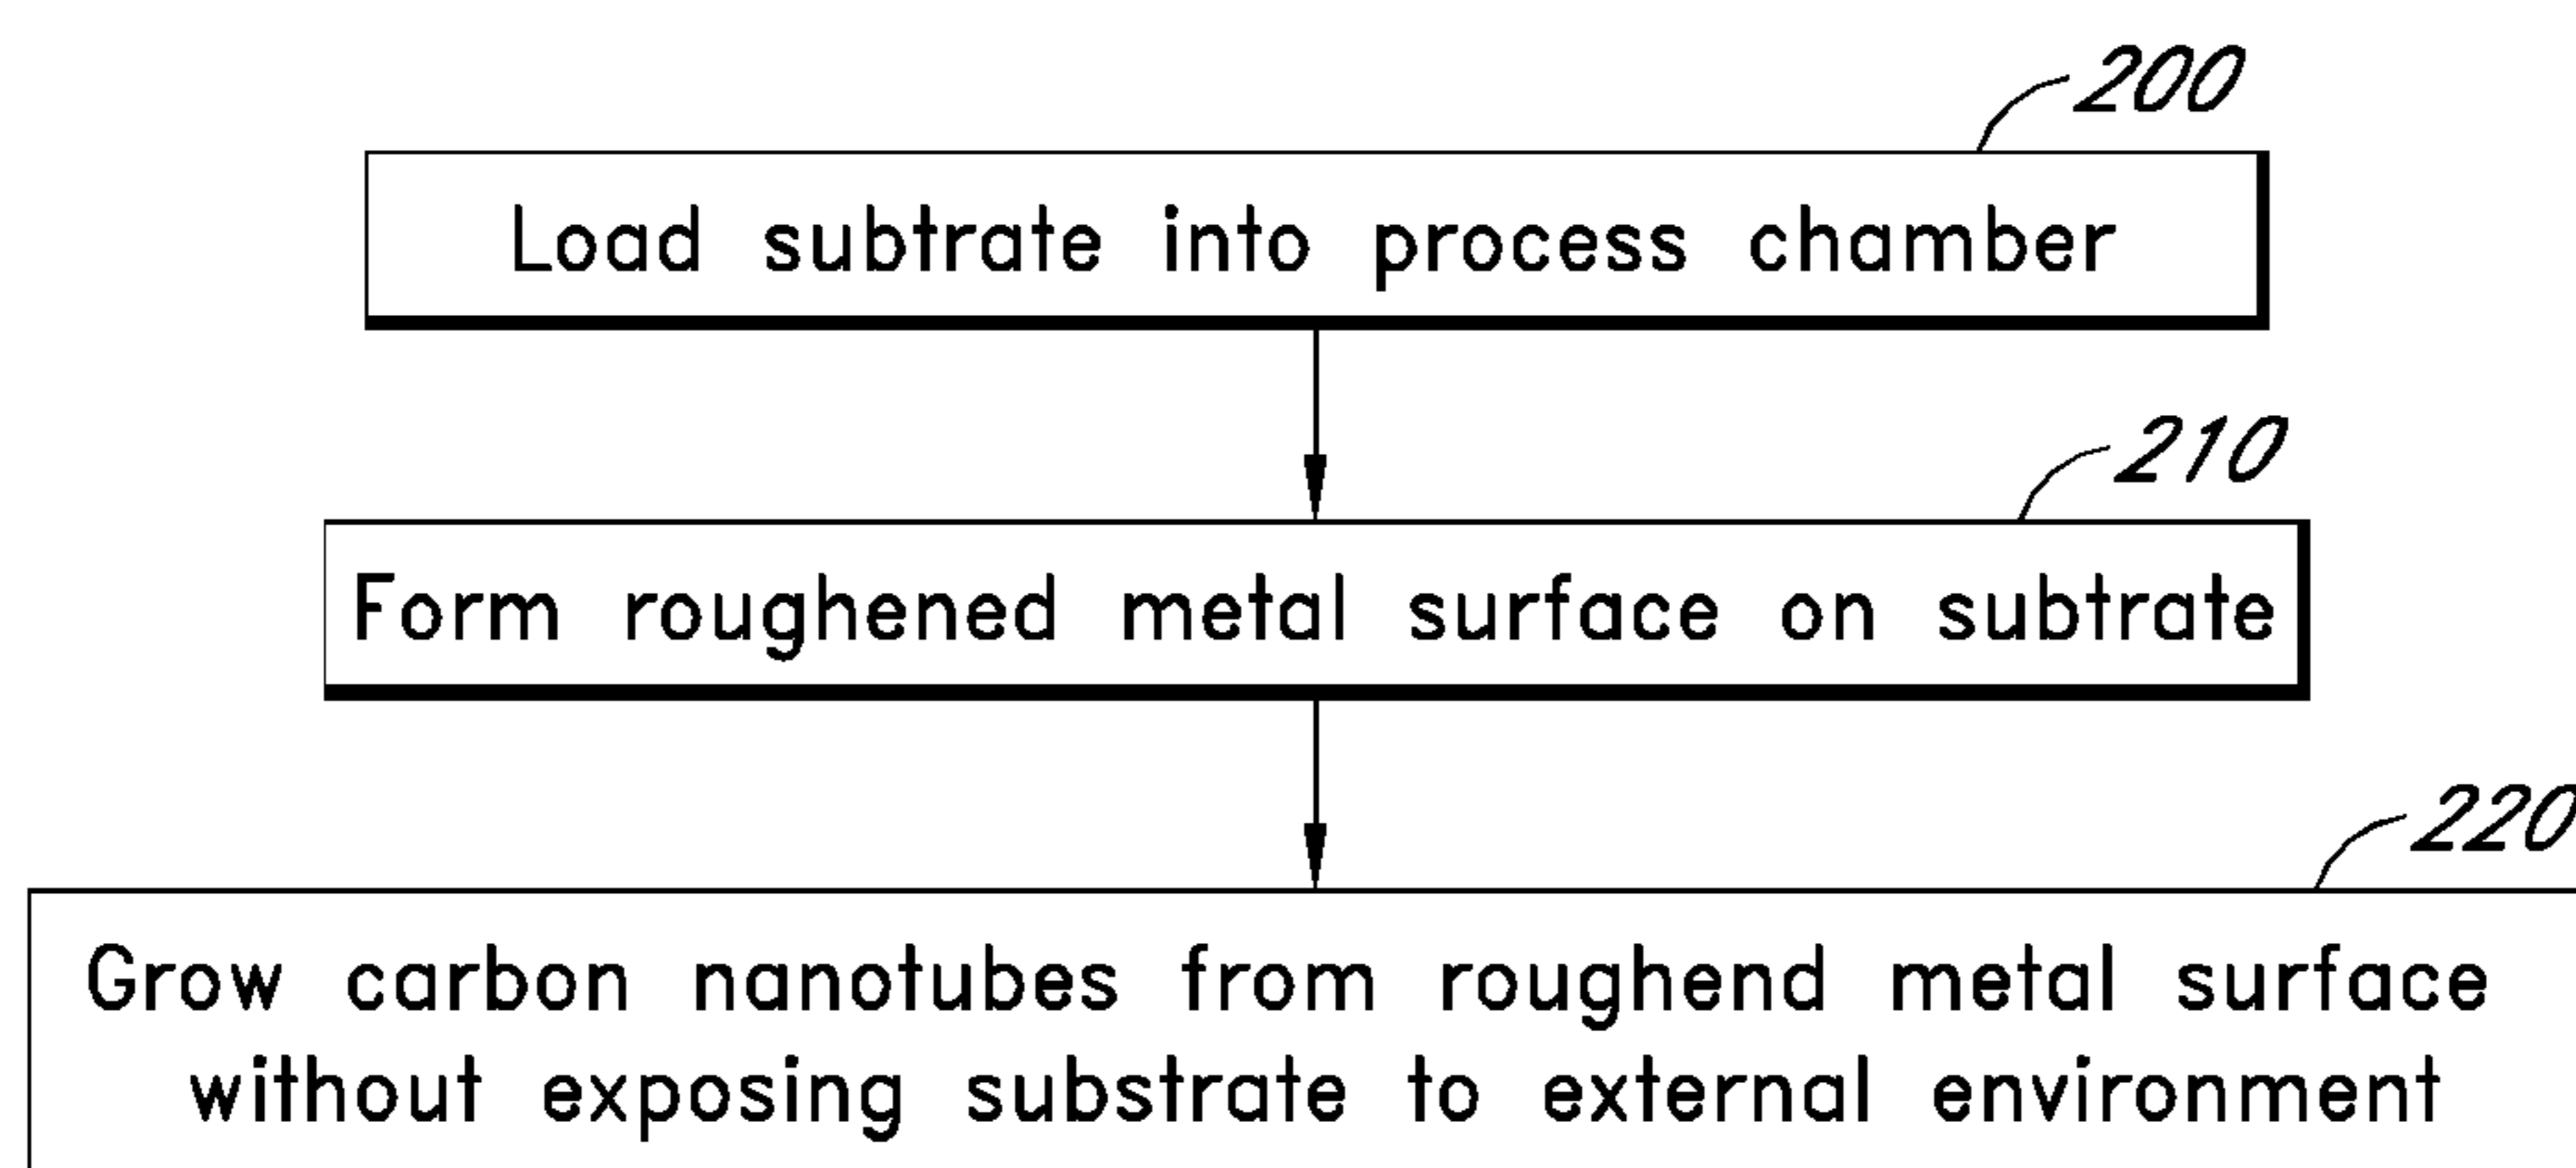 200
Load subtrate into process chamber
210
Form roughened metal surface on subtrate
220
Grow carbon nanotubes from roughend metal surface
without exposing substrate to external environment